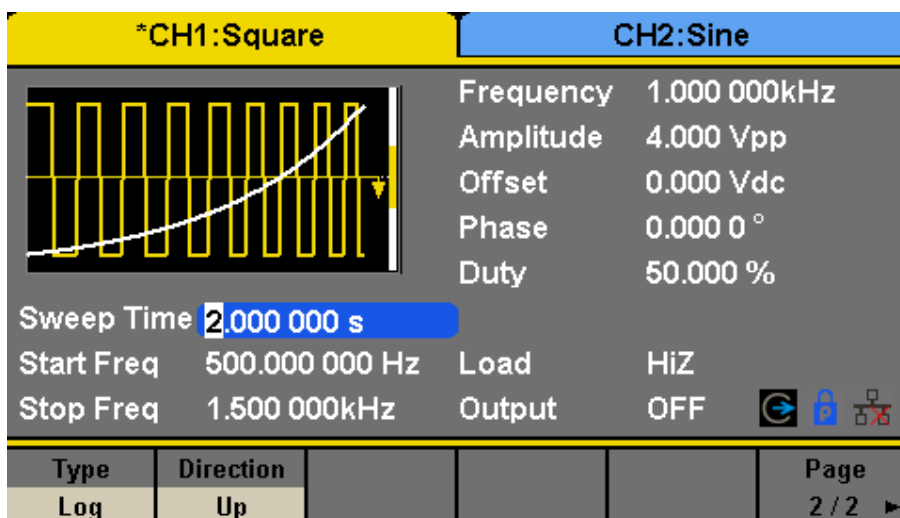 *CH1:Square CH2:Sine
Frequency 1.000 000kHz
Amplitude 4.000 Vpp
Offset 0.000 Vdc
Phase 0.000 0 °
Duty 50.000 %
Sweep Time 2.000 000 s
Start Freq 500.000 000 Hz Load HiZ
Stop Freq 1.500 000kHz Output OFF P
Type Direction Page
Log Up 2 / 2